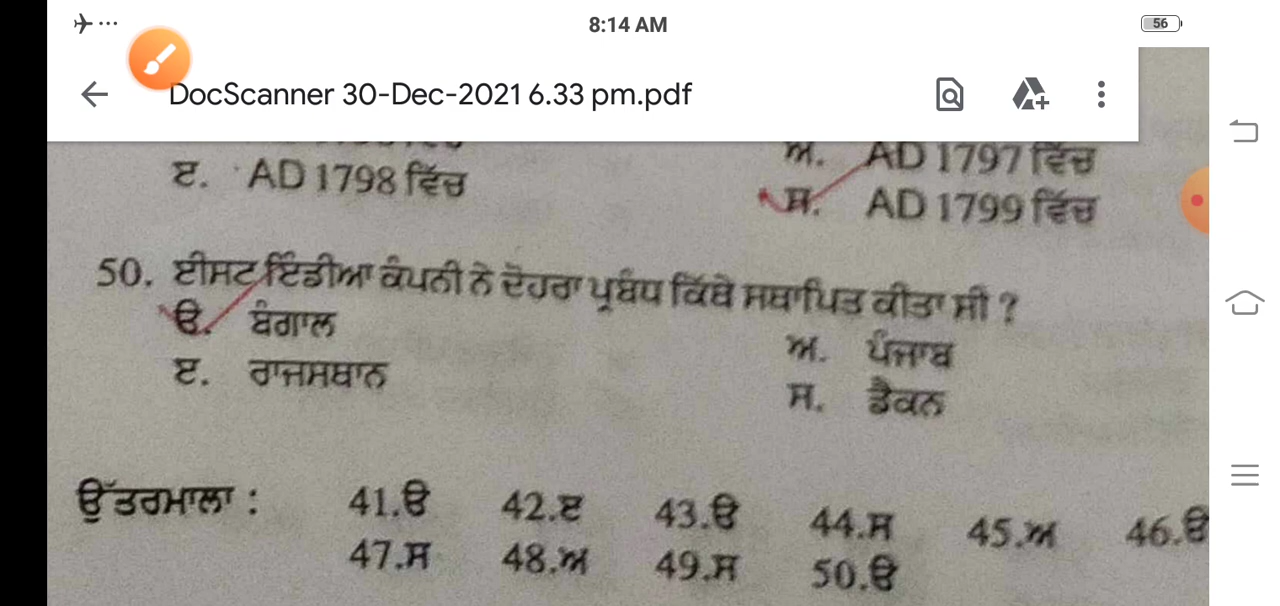 8:14 AM
56
DocScanner 30-Dec-2021 6.33 pm.pdf
ਅ. AD 1797 ਵਿੱਚ
ੲ. AD 1798 ਵਿੱਚ
ਸ. AD 1799 ਵਿੱਚ
50. ਈਸਟ ਇੰਡੀਆ ਕੰਪਨੀ ਨੇ ਦੋਹਰਾ ਪ੍ਰਬੰਧ ਕਿੱਥੇ ਸਥਾਪਿਤ ਕੀਤਾ ਸੀ ?
ੳ. ਬੰਗਾਲ
ਅ. ਪੰਜਾਬ
ੲ. ਰਾਜਸਥਾਨ
ਸ. ਡੈਕਨ
ਉੱਤਰਮਾਲਾ : 41.ੳ 42.ੲ 43.ੳ 44.ਸ 45.ਅ 46.ੳ
47.ਸ 48.ਅ 49.ਸ 50.ੳ